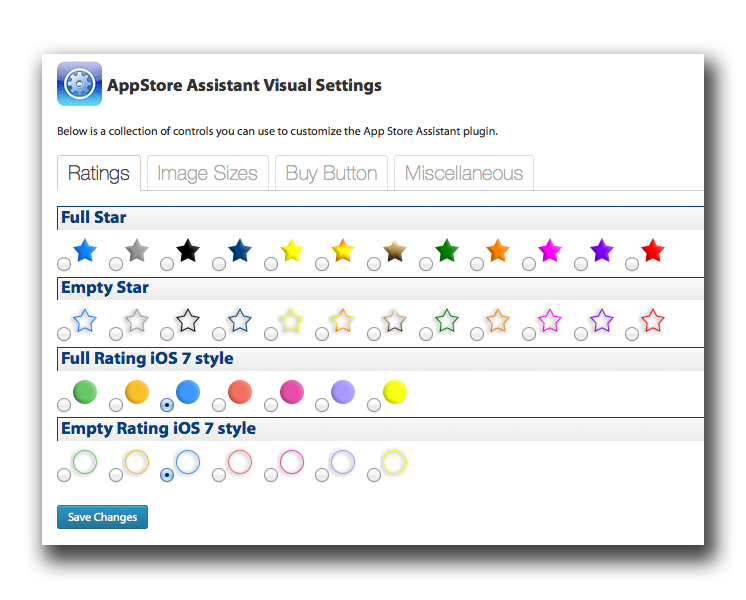 AppStore Assistant Visual Settings
Below is a collection of controls you can use to customize the App Store Assistant plugin.
Ratings Image Sizes Buy Button Miscellaneous
Full Star
Empty Star
Full Rating iOS 7 style
Empty Rating iOS 7 style
Save Changes